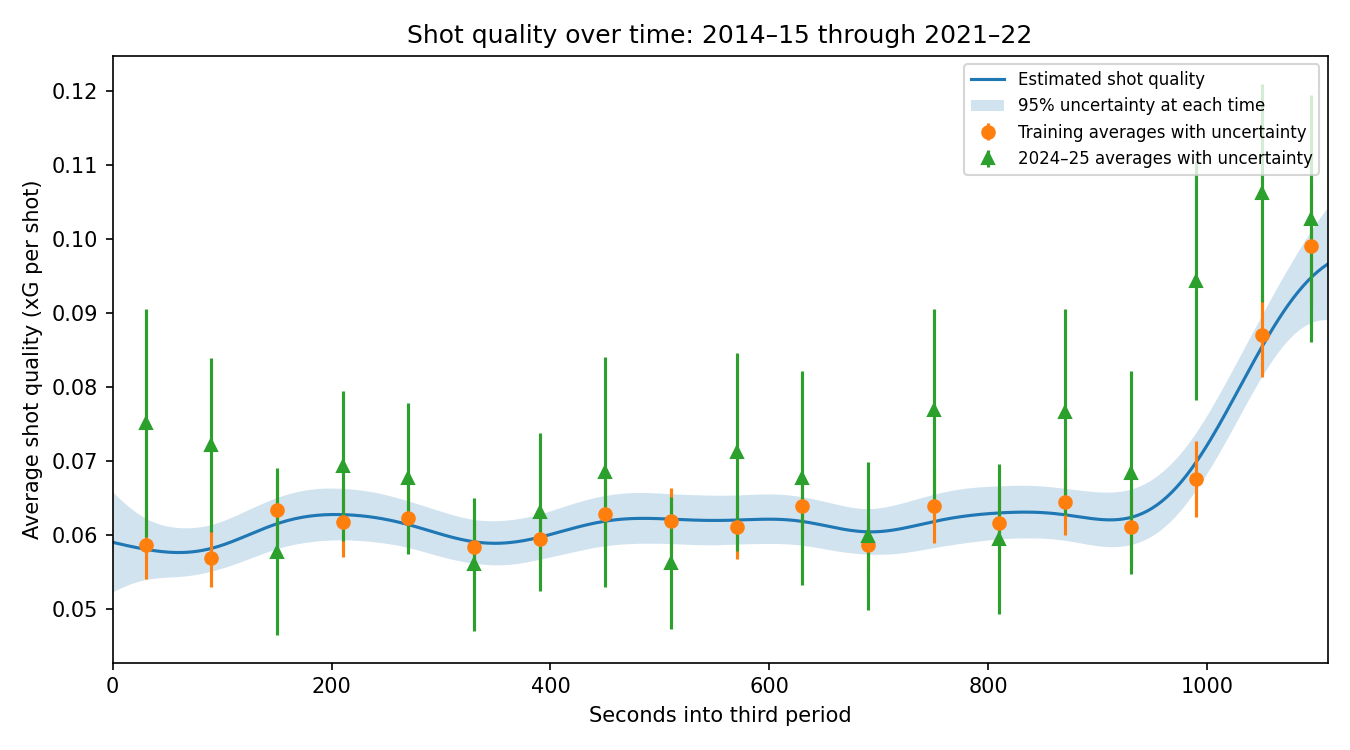 Shot quality over time: 2014–15 through 2021–22
Estimated shot quality
95% uncertainty at each time
Training averages with uncertainty
2024–25 averages with uncertainty
Average shot quality (xG per shot)
0.12
0.11
0.10
0.09
0.08
0.07
0.06
0.05
0 200 400 600 800 1000
Seconds into third period